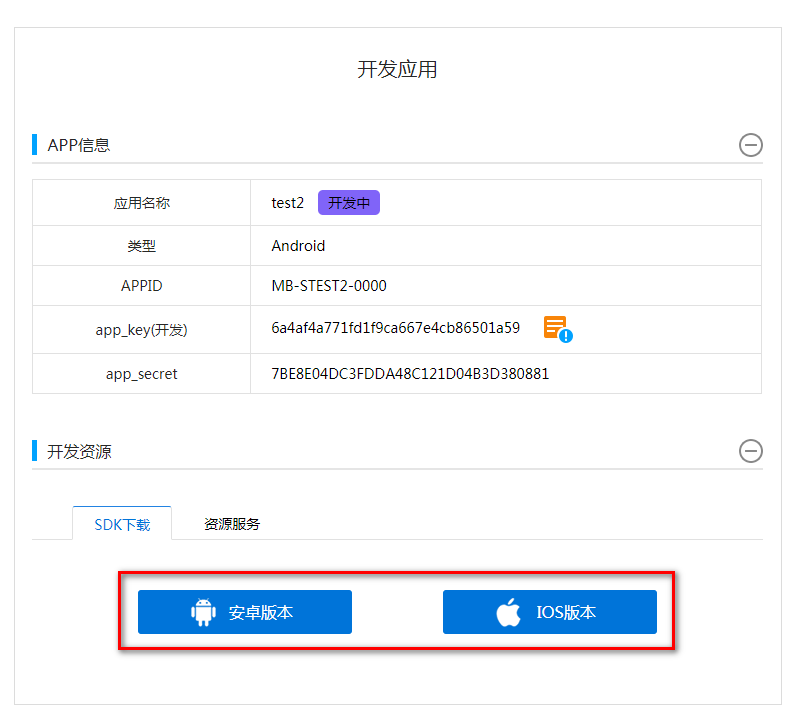 开发应用
APP信息
应用名称 test2 开发中
类型 Android
APPID MB-STEST2-0000
app_key(开发) 6a4af4a771fd1f9ca667e4cb86501a59
app_secret 7BE8E04DC3FDDA48C121D04B3D380881
开发资源
SDK下载 资源服务
安卓版本 IOS版本